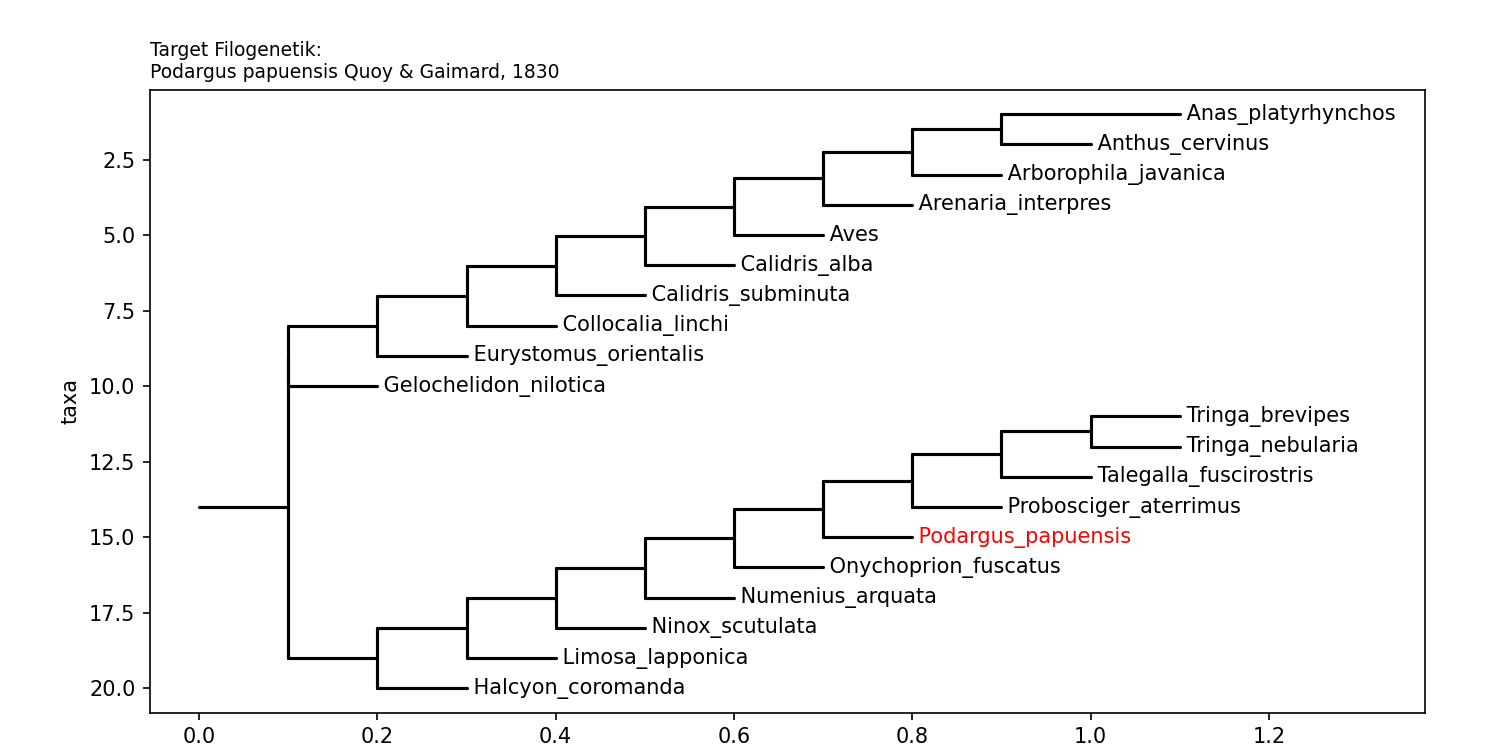 Target Filogenetik:
Podargus papuensis Quoy & Gaimard, 1830
Anas_platyrhynchos
Anthus_cervinus
2.5
Arborophila_javanica
Arenaria_interpres
5.0
Aves
Calidris_alba
Calidris_subminuta
7.5
Collocalia_linchi
Eurystomus_orientalis
10.0
Gelochelidon_nilotica
taxa
Tringa_brevipes
Tringa_nebularia
12.5
Talegalla_fuscirostris
Probosciger_aterrimus
15.0
Podargus_papuensis
Onychoprion_fuscatus
Numenius_arquata
17.5
Ninox_scutulata
Limosa_lapponica
20.0
Halcyon_coromanda
0.0 0.2 0.4 0.6 0.8 1.0 1.2